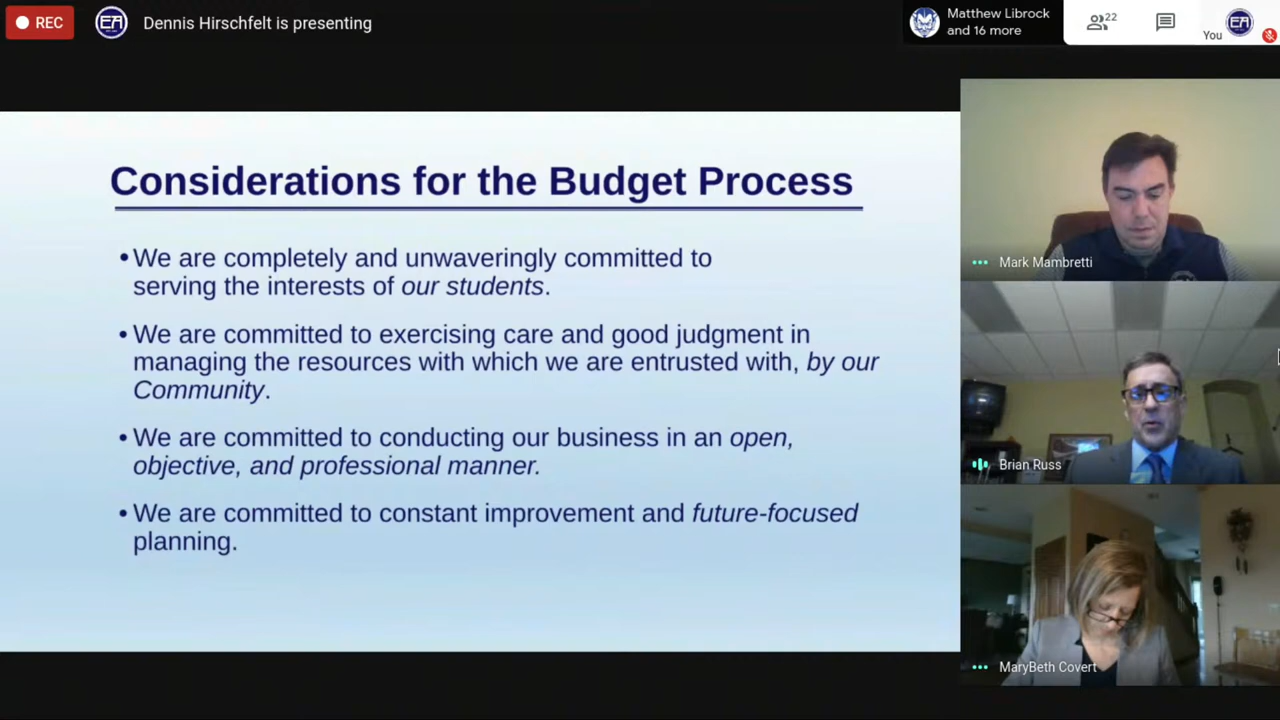 REC
EA
Dennis Hirschfelt is presenting
Matthew Librock
and 16 more
22
You
EA
Considerations for the Budget Process
•We are completely and unwaveringly committed to
serving the interests of our students.
•We are committed to exercising care and good judgment in
managing the resources with which we are entrusted with, by our
Community.
•We are committed to conducting our business in an open,
objective, and professional manner.
•We are committed to constant improvement and future-focused
planning.
Mark Mambretti
Brian Russ
MaryBeth Covert